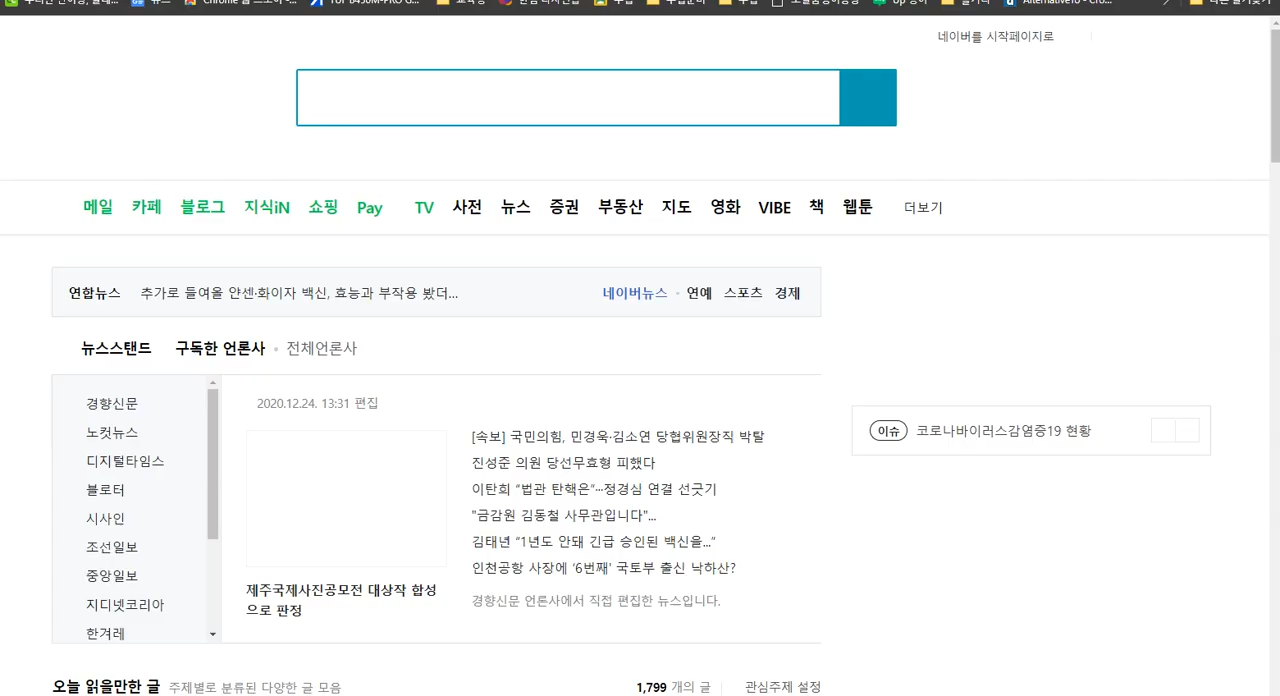 네이버를 시작페이지로
메일 카페 블로그 지식iN 쇼핑 Pay TV 사전 뉴스 증권 부동산 지도 영화 VIBE 책 웹툰 더보기
연합뉴스 추가로 들여올 얀센·화이자 백신, 효능과 부작용 봤더... 네이버뉴스 연예 스포츠 경제
뉴스스탠드 구독한 언론사 전체언론사
경향신문
노컷뉴스
디지털타임스
블로터
시사인
조선일보
중앙일보
지디넷코리아
한겨레
2020.12.24. 13:31 편집
제주국제사진공모전 대상작 합성
으로 판정
[속보] 국민의힘, 민경욱·김소연 당협위원장직 박탈
진성준 의원 당선무효형 피했다
이탄희 “법관 탄핵은”…정경심 연결 선긋기
"금감원 김동철 사무관입니다"...
김태년 “1년도 안돼 긴급 승인된 백신을...”
인천공항 사장에 ‘6번째’ 국토부 출신 낙하산?
경향신문 언론사에서 직접 편집한 뉴스입니다.
이슈 코로나바이러스감염증19 현황
오늘 읽을만한 글 주제별로 분류된 다양한 글 모음 1,799 개의 글 관심주제 설정